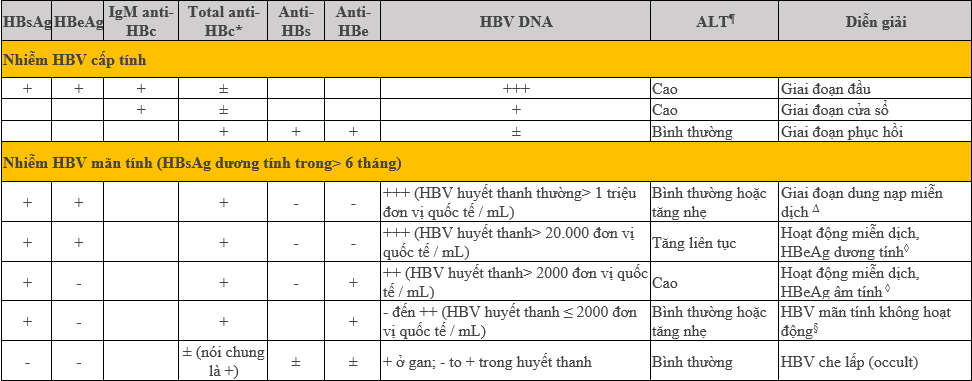 HBsAg HBeAg IgM anti-HBc Total anti-HBc* Anti-HBs Anti-HBe HBV DNA ALT¶ Diễn giải
Nhiễm HBV cấp tính
+ + + ± +++ Cao Giai đoạn đầu
+ ± + Cao Giai đoạn cửa sổ
+ + + ± Bình thường Giai đoạn phục hồi
Nhiễm HBV mãn tính (HBsAg dương tính trong> 6 tháng)
+ + + - - +++ (HBV huyết thanh thường> 1 triệu đơn vị quốc tế / mL) Bình thường hoặc tăng nhẹ Giai đoạn dung nạp miễn dịch Δ
+ + + - - +++ (HBV huyết thanh> 20.000 đơn vị quốc tế / mL) Tăng liên tục Hoạt động miễn dịch, HBeAg dương tính◊
+ - + - + ++ (HBV huyết thanh> 2000 đơn vị quốc tế / mL) Cao Hoạt động miễn dịch, HBeAg âm tính ◊
+ - + + - đến ++ (HBV huyết thanh ≤ 2000 đơn vị quốc tế / mL) Bình thường hoặc tăng nhẹ HBV mãn tính không hoạt động§
- - ± (nói chung là +) ± ± + ở gan; - to + trong huyết thanh Bình thường HBV che lấp (occult)